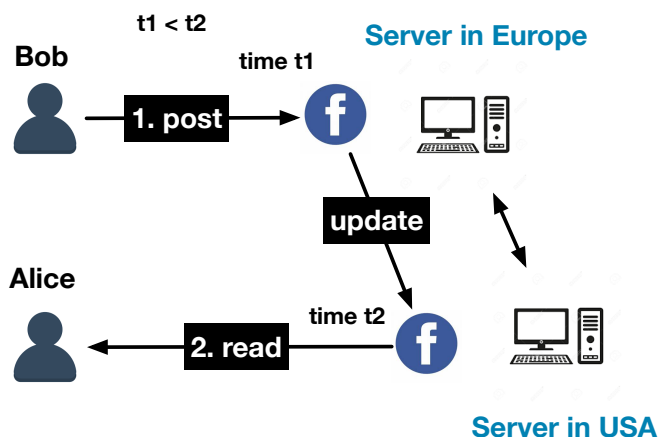 t1 < t2
Server in Europe
Bob
time t1
1. post
update
Alice
time t2
2. read
Server in USA